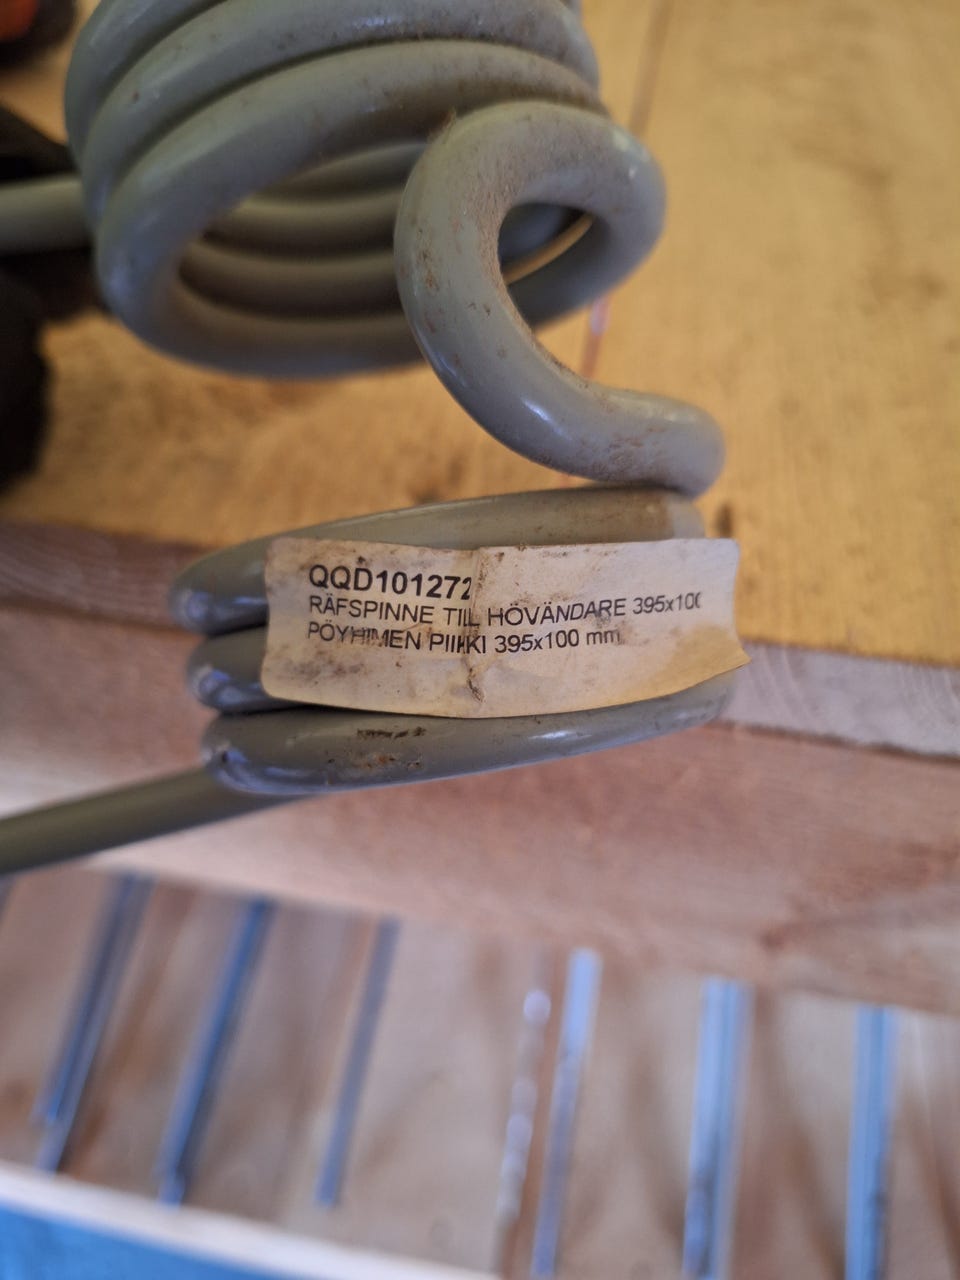 QQD101272
RÄFSPINNE TILL HÖVÄNDARE 395x100
PÖYHIMEN PIIKKI 395x100 mm